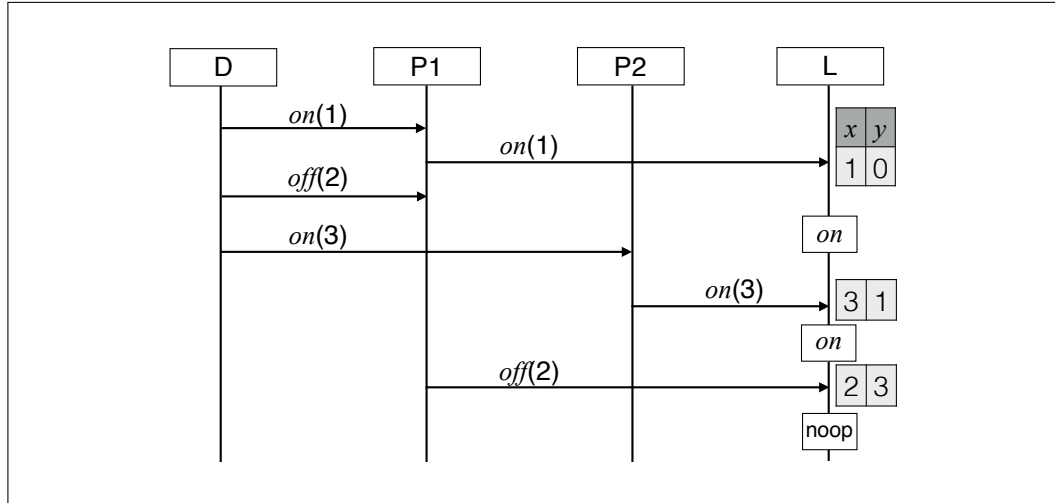 D P1 P2 L
on(1)
x y
on(1)
1 0
off(2)
on
on(3)
on(3)
3 1
on
off(2)
2 3
noop